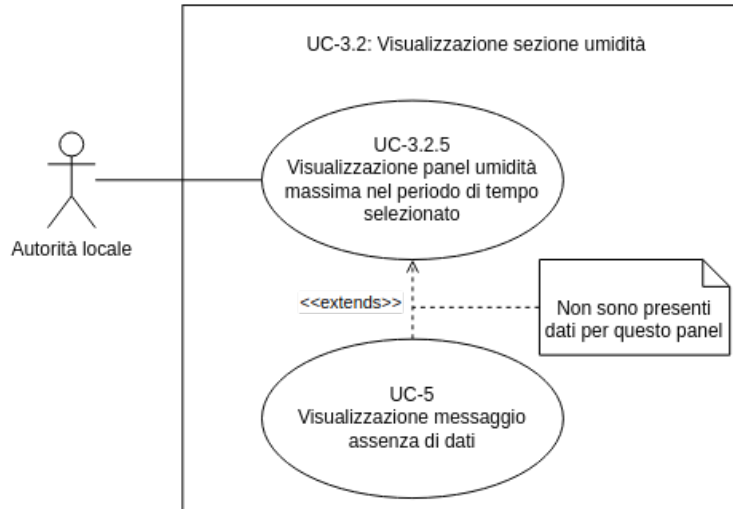 UC-3.2: Visualizzazione sezione umidità
UC-3.2.5
Visualizzazione panel umidità
massima nel periodo di tempo
selezionato
Autorità locale
<<extends>>
Non sono presenti
dati per questo panel
UC-5
Visualizzazione messaggio
assenza di dati